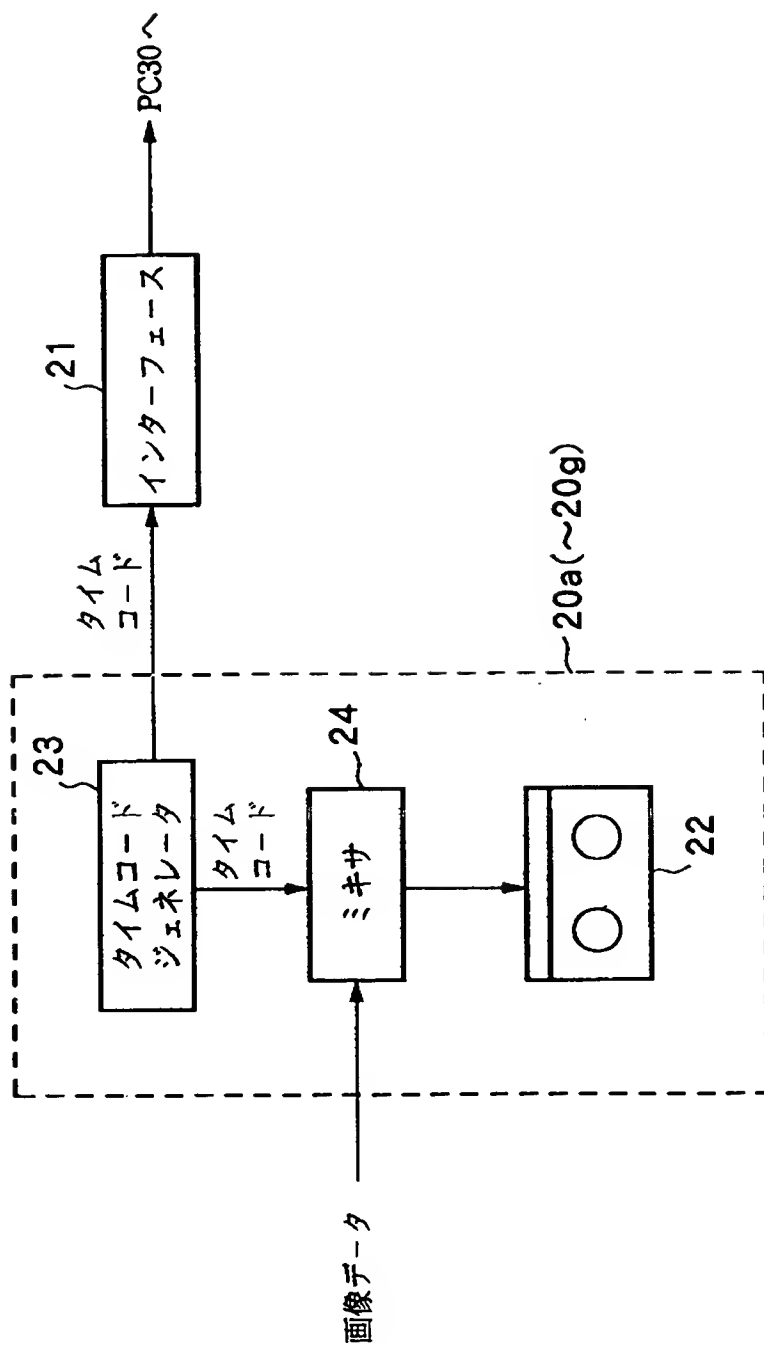 PC30へ
21
インターフェース
タイム
コード
23
タイムコード
ジェネレータ
タイム
コード
24
ミキサ
22
20a(～20g)
画像データ